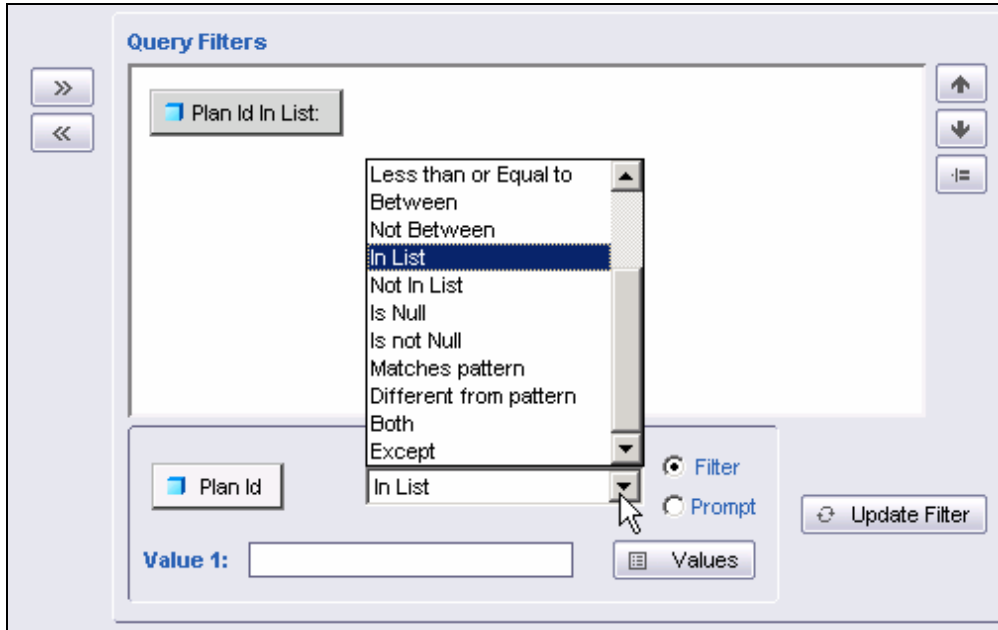 Query Filters
Plan Id In List:
Less than or Equal to
Between
Not Between
In List
Not In List
Is Null
Is not Null
Matches pattern
Different from pattern
Both
Except
Plan Id
In List
Filter
Prompt
Update Filter
Value 1:
Values